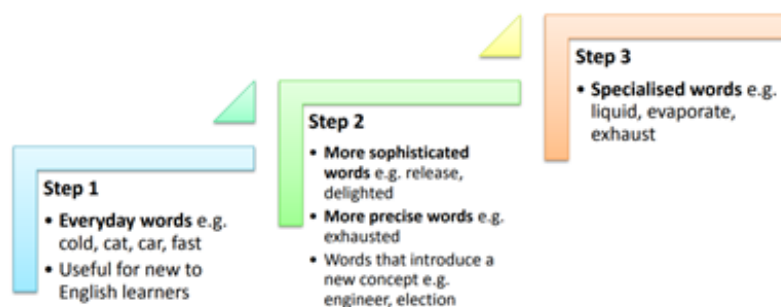 Step 1
• Everyday words e.g.
cold, cat, car, fast
• Useful for new to
English learners
Step 2
• More sophisticated
words e.g. release,
delighted
• More precise words e.g.
exhausted
• Words that introduce a
new concept e.g.
engineer, election
Step 3
• Specialised words e.g.
liquid, evaporate,
exhaust